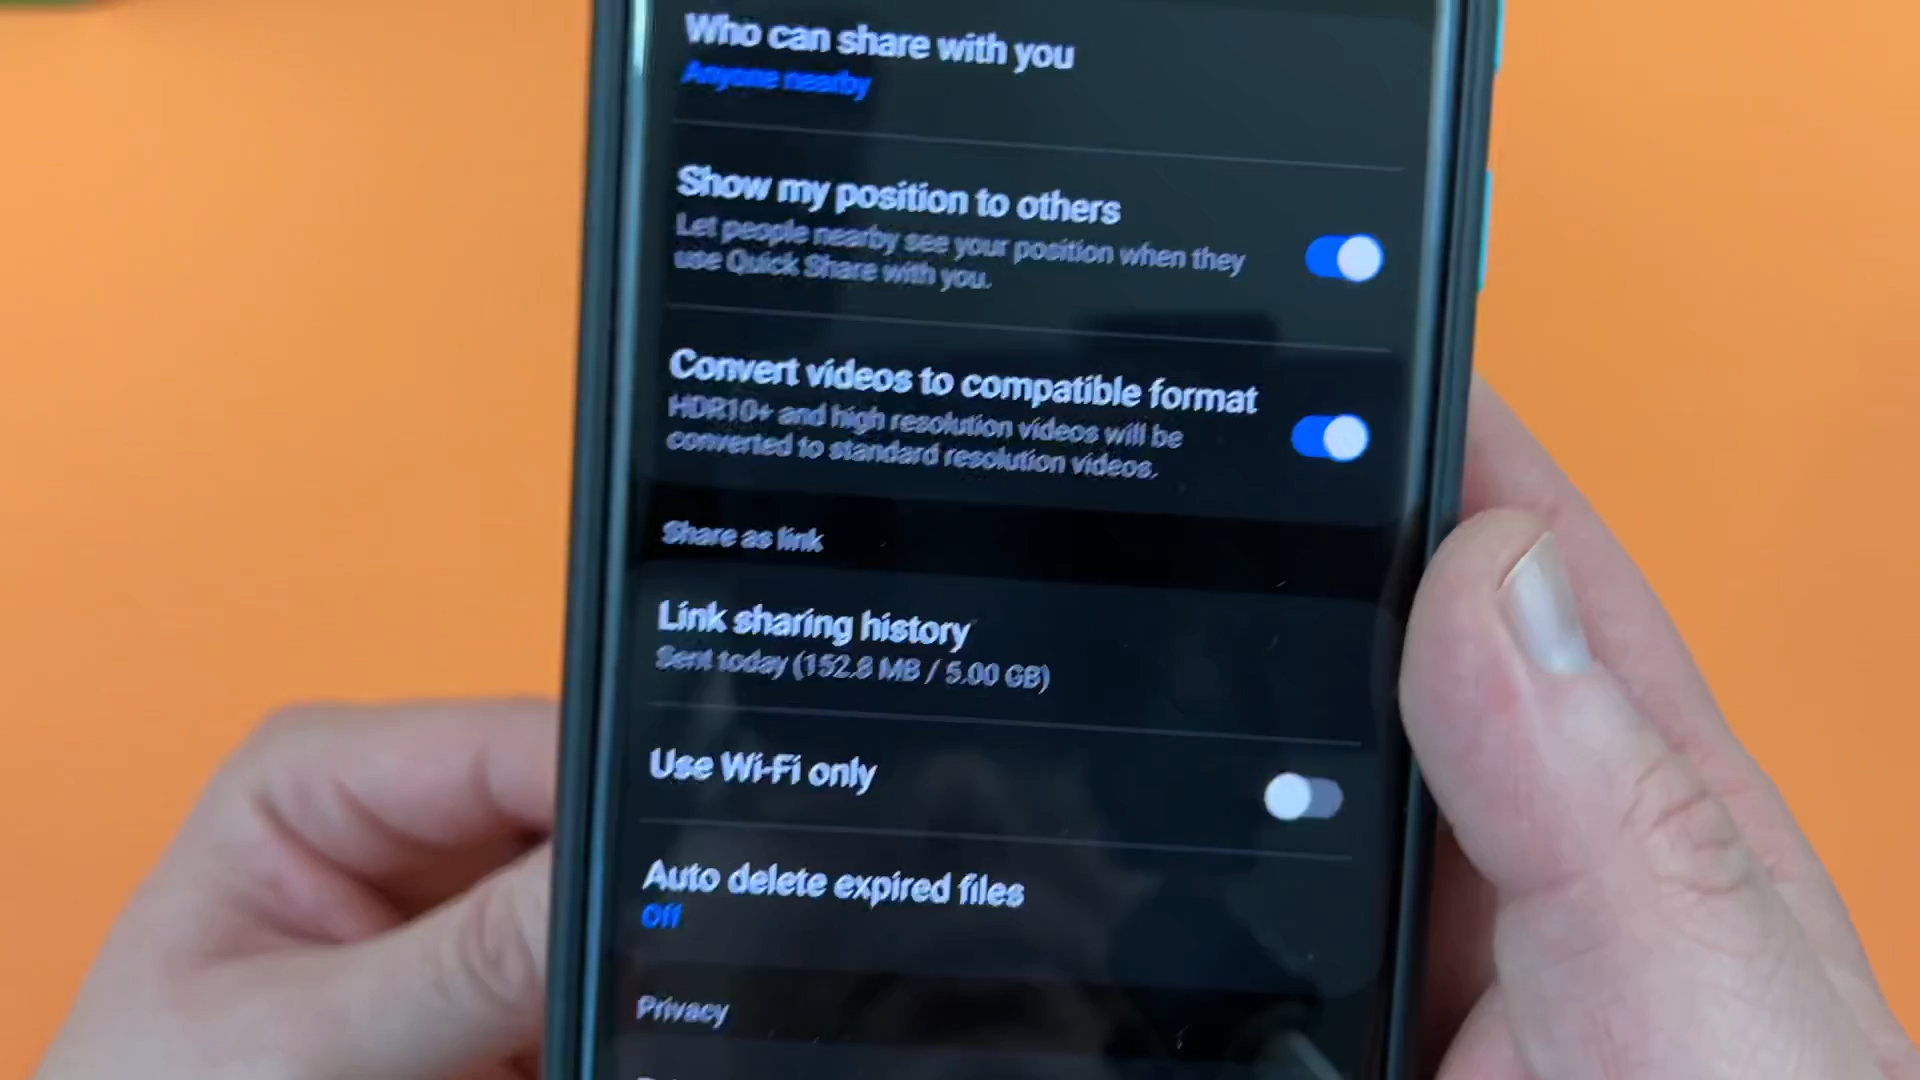 Who can share with you
Anyone nearby
Show my position to others
Let people nearby see your position when they
use Quick Share with you.
Convert videos to compatible format
HDR10+ and high resolution videos will be
converted to standard resolution videos.
Share as link
Link sharing history
Sent today (152.8 MB / 5.00 GB)
Use Wi-Fi only
Auto delete expired files
Off
Privacy